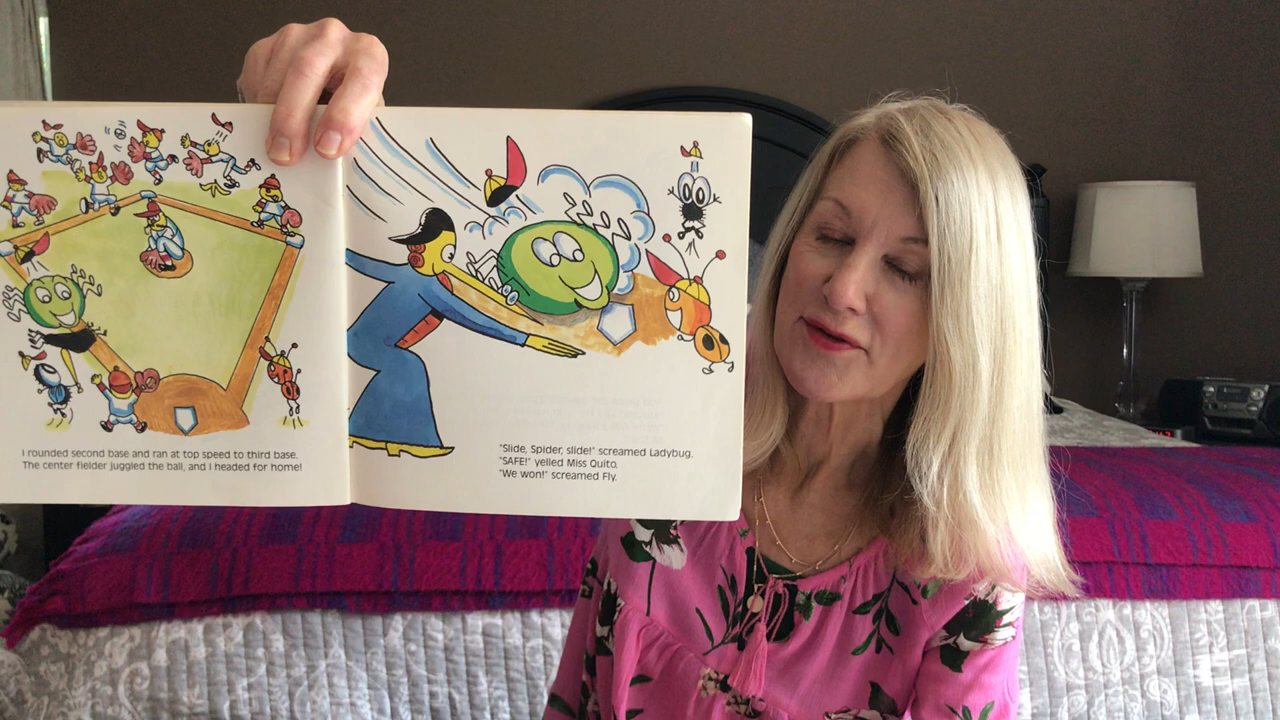 I rounded second base and ran at top speed to third base.
The center fielder juggled the ball, and I headed for home!
"Slide, Spider, slide!" screamed Ladybug.
"SAFE!" yelled Miss Quito.
"We won!" screamed Fly.